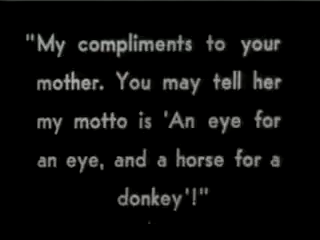 "My compliments to your
mother. You may tell her
my motto is 'An eye for
an eye, and a horse for a
donkey'!"